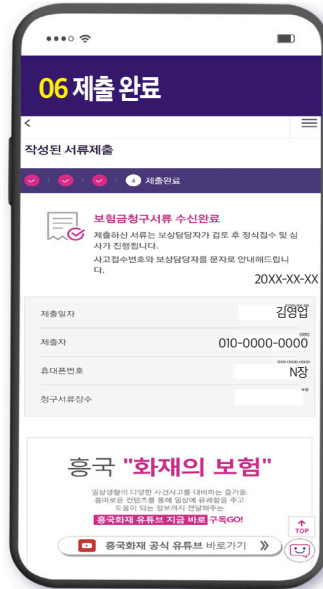 06 제출 완료
작성된 서류제출
4 제출완료
보험금청구서류 수신완료
제출하신 서류는 보상담당자가 검토 후 정식접수 및 심
사가 진행됩니다.
사고접수번호와 보상담당자를 문자로 안내해드립니
다.
20XX-XX-XX
제출일자
김영업
제출자
010-0000-0000
휴대폰번호
010-0000-0000
N장
청구서류장수
흥국 "화재의 보험"
일상생활의 다양한 사건사고를 대비하는 즐거움.
흥미로운 컨텐츠를 통해 일상에 유쾌함을 주고
도움이 되는 정보까지 전달해주는
흥국화재 유튜브 지금 바로 구독GO!
TOP
흥국화재 공식 유튜브 바로가기 》